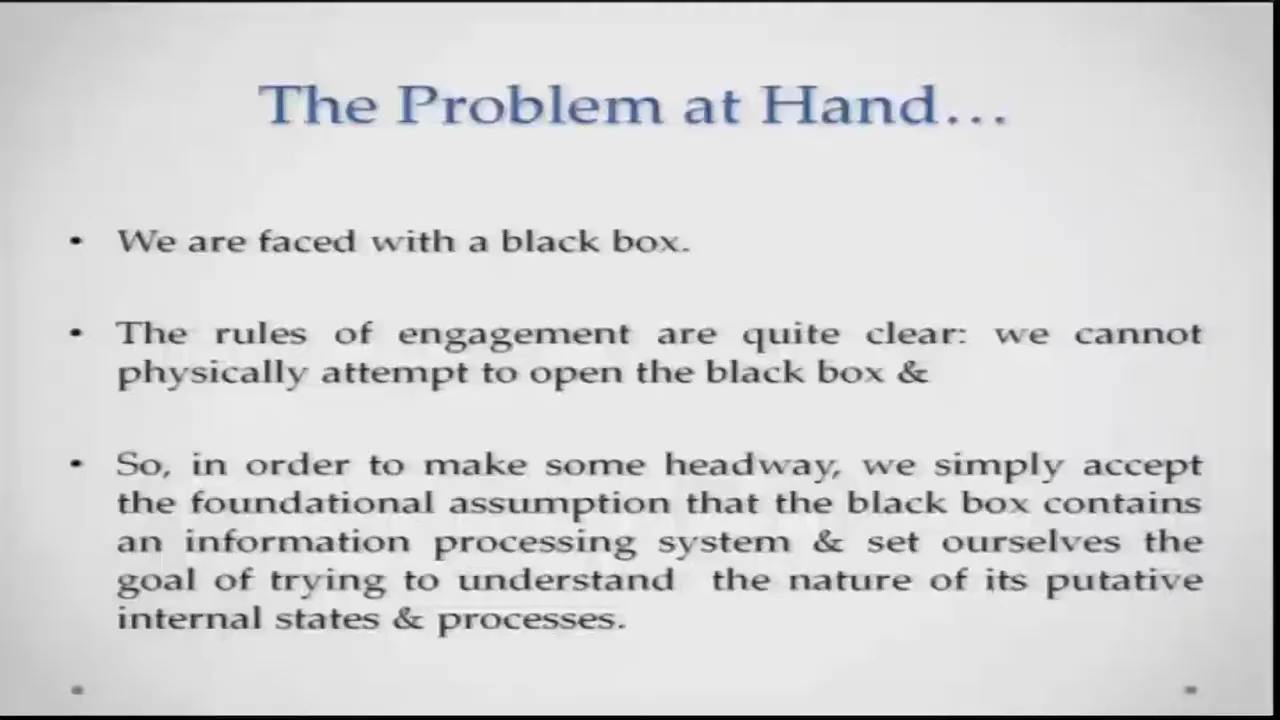 The Problem at Hand...
• We are faced with a black box.
• The rules of engagement are quite clear: we cannot
physically attempt to open the black box &
• So, in order to make some headway, we simply accept
the foundational assumption that the black box contains
an information processing system & set ourselves the
goal of trying to understand the nature of its putative
internal states & processes.